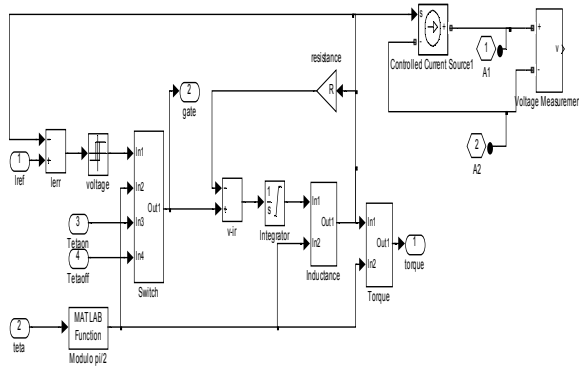 s
+
-
Controlled Current Source1
1
A1
+
v
-
Voltage Measuremen
resistance
R
2
gate
2
A2
-
+
1
Iref
Ierr
voltage
In1
In2
Out1
In3
In4
Switch
3
Tetaon
4
Tetaoff
-
+
v-ir
1
s
Integrator
In1
Out1
In2
Inductance
In1
Out1
In2
Torque
1
torque
2
teta
MATLAB
Function
Modulo pi/2